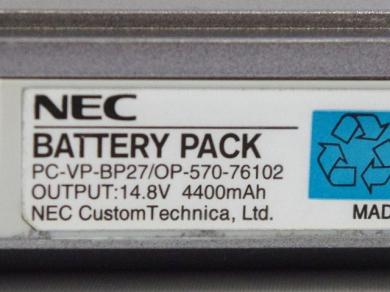 NEC
BATTERY PACK
PC-VP-BP27/OP-570-76102
OUTPUT:14.8V 4400mAh
NEC CustomTechnica, Ltd.
MAD